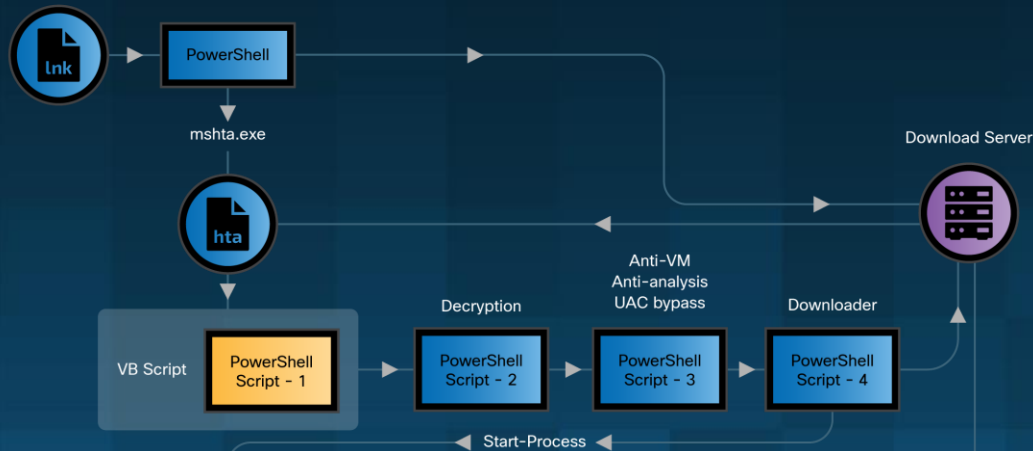 lnk
PowerShell
mshta.exe
Download Server
hta
Anti-VM
Anti-analysis
UAC bypass
Decryption
Downloader
VB Script
PowerShell
Script - 1
PowerShell
Script - 2
PowerShell
Script - 3
PowerShell
Script - 4
Start-Process